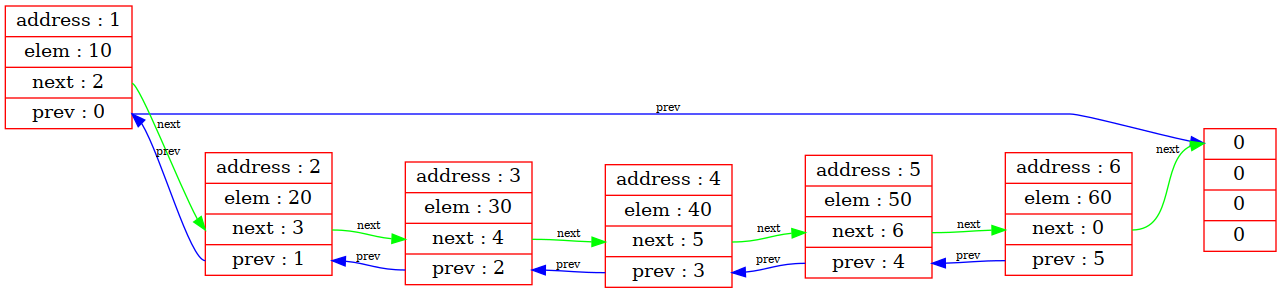 address : 1
elem : 10
next : 2
prev : 0
next
prev
prev
address : 2
elem : 20
next : 3
prev : 1
next
prev
address : 3
elem : 30
next : 4
prev : 2
next
prev
address : 4
elem : 40
next : 5
prev : 3
next
prev
address : 5
elem : 50
next : 6
prev : 4
next
prev
address : 6
elem : 60
next : 0
prev : 5
next
0
0
0
0